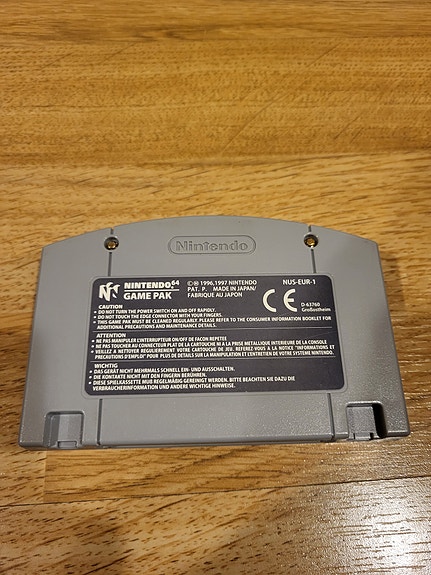 Nintendo
NINTENDO 64
GAME PAK
©® 1996,1997 NINTENDO
PAT. P. MADE IN JAPAN/
FABRIQUE AU JAPON
NUS-EUR-1
CE
D-63760
Großostheim
CAUTION
● DO NOT TURN THE POWER SWITCH ON AND OFF RAPIDLY.
● DO NOT TOUCH THE EDGE CONNECTOR WITH YOUR FINGERS.
● THIS GAME PAK MUST BE CLEANED REGULARLY. PLEASE REFER TO THE CONSUMER INFORMATION BOOKLET FOR
ADDITIONAL PRECAUTIONS AND MAINTENANCE DETAILS.
ATTENTION
● NE PAS MANIPULER L'INTERRUPTEUR ON/OFF DE FACON REPETEE
● NE PAS TOUCHER AU CONNECTEUR PLAT DE LA CARTOUCHE NI A LA PRISE METALLIQUE INTERIEURE DE LA CONSOLE
● VEILLEZ A NETTOYER REGULIEREMENT VOTRE CARTOUCHE DE JEU. REFEREZ-VOUS A LA NOTICE "INFORMATIONS ET
PRECAUTIONS D'EMPLOI" POUR PLUS DE DETAILS SUR LA MANIPULATION ET L'ENTRETIEN DE VOTRE SYSTEME NINTENDO.
WICHTIG
● DAS GERÄT NICHT MEHRMALS SCHNELL EIN- UND AUSSCHALTEN.
● DIE KONTAKTE NICHT MIT DEN FINGERN BERÜHREN.
● DIESE SPIELKASSETTE MUß REGELMÄßIG GEREINIGT WERDEN. BITTE BEACHTEN SIE DAZU DIE
VERBRAUCHERINFORMATION UND ANDERE WICHTIGE HINWEISE.